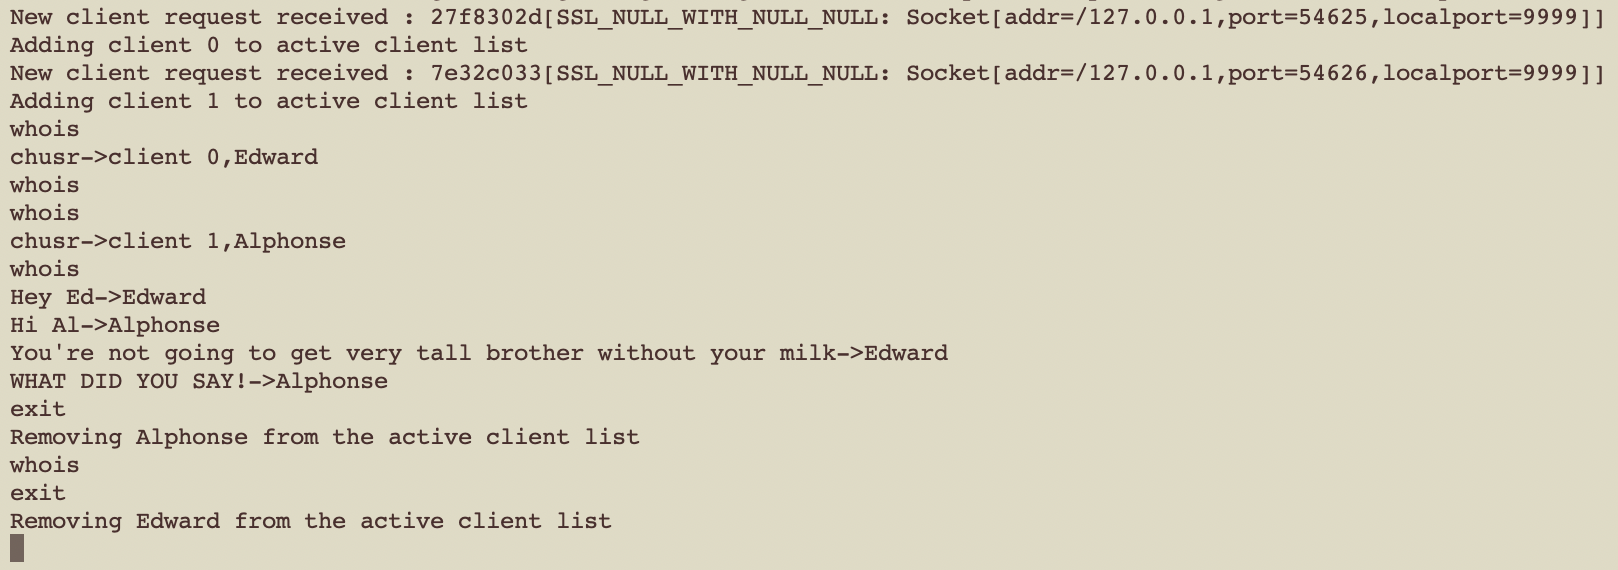 New client request received : 27f8302d[SSL_NULL_WITH_NULL_NULL: Socket[addr=/127.0.0.1,port=54625,localport=9999]]
Adding client 0 to active client list
New client request received : 7e32c033[SSL_NULL_WITH_NULL_NULL: Socket[addr=/127.0.0.1,port=54626,localport=9999]]
Adding client 1 to active client list
whois
chusr->client 0,Edward
whois
whois
chusr->client 1,Alphonse
whois
Hey Ed->Edward
Hi Al->Alphonse
You're not going to get very tall brother without your milk->Edward
WHAT DID YOU SAY!->Alphonse
exit
Removing Alphonse from the active client list
whois
exit
Removing Edward from the active client list